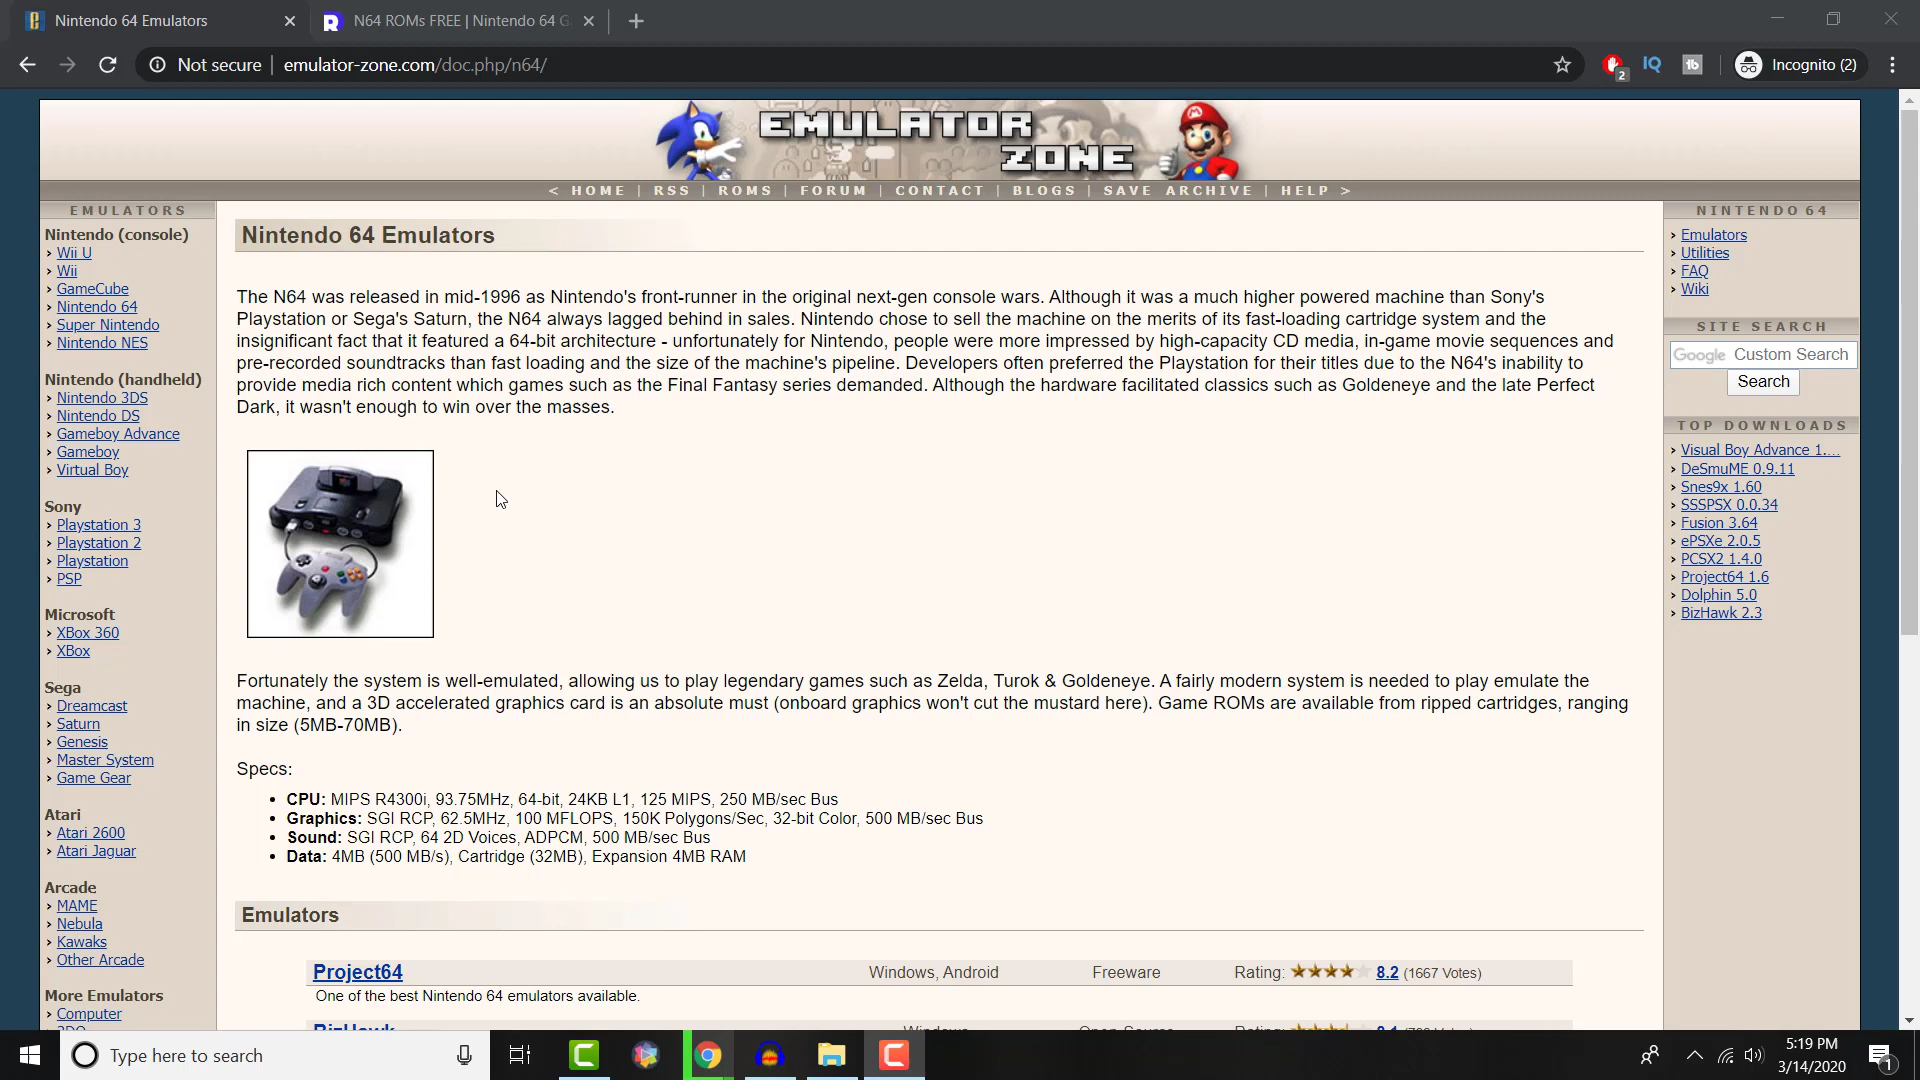 Nintendo 64 Emulators
N64 ROMs FREE | Nintendo 64 G
Not secure | emulator-zone.com/doc.php/n64/
2
IQ
tb
Incognito (2)
EMULATOR
ZONE
< HOME | RSS | ROMS | FORUM | CONTACT | BLOGS | SAVE ARCHIVE | HELP >
EMULATORS
Nintendo (console)
› Wii U
› Wii
› GameCube
› Nintendo 64
› Super Nintendo
› Nintendo NES
Nintendo (handheld)
› Nintendo 3DS
› Nintendo DS
› Gameboy Advance
› Gameboy
› Virtual Boy
Sony
› Playstation 3
› Playstation 2
› Playstation
› PSP
Microsoft
› XBox 360
› XBox
Sega
› Dreamcast
› Saturn
› Genesis
› Master System
› Game Gear
Atari
› Atari 2600
› Atari Jaguar
Arcade
› MAME
› Nebula
› Kawaks
› Other Arcade
More Emulators
› Computer
› 3DO
Nintendo 64 Emulators
The N64 was released in mid-1996 as Nintendo's front-runner in the original next-gen console wars. Although it was a much higher powered machine than Sony's
Playstation or Sega's Saturn, the N64 always lagged behind in sales. Nintendo chose to sell the machine on the merits of its fast-loading cartridge system and the
insignificant fact that it featured a 64-bit architecture - unfortunately for Nintendo, people were more impressed by high-capacity CD media, in-game movie sequences and
pre-recorded soundtracks than fast loading and the size of the machine's pipeline. Developers often preferred the Playstation for their titles due to the N64's inability to
provide media rich content which games such as the Final Fantasy series demanded. Although the hardware facilitated classics such as Goldeneye and the late Perfect
Dark, it wasn't enough to win over the masses.
Fortunately the system is well-emulated, allowing us to play legendary games such as Zelda, Turok & Goldeneye. A fairly modern system is needed to play emulate the
machine, and a 3D accelerated graphics card is an absolute must (onboard graphics won't cut the mustard here). Game ROMs are available from ripped cartridges, ranging
in size (5MB-70MB).
Specs:
• CPU: MIPS R4300i, 93.75MHz, 64-bit, 24KB L1, 125 MIPS, 250 MB/sec Bus
• Graphics: SGI RCP, 62.5MHz, 100 MFLOPS, 150K Polygons/Sec, 32-bit Color, 500 MB/sec Bus
• Sound: SGI RCP, 64 2D Voices, ADPCM, 500 MB/sec Bus
• Data: 4MB (500 MB/s), Cartridge (32MB), Expansion 4MB RAM
Emulators
Project64 Windows, Android Freeware Rating: 8.2 (1667 Votes)
One of the best Nintendo 64 emulators available.
BizHawk Windows Open Source Rating:
NINTENDO 64
› Emulators
› Utilities
› FAQ
› Wiki
SITE SEARCH
Google Custom Search
Search
TOP DOWNLOADS
› Visual Boy Advance 1....
› DeSmuME 0.9.11
› Snes9x 1.60
› SSSPSX 0.0.34
› Fusion 3.64
› ePSXe 2.0.5
› PCSX2 1.4.0
› Project64 1.6
› Dolphin 5.0
› BizHawk 2.3
Type here to search
5:19 PM
3/14/2020
1